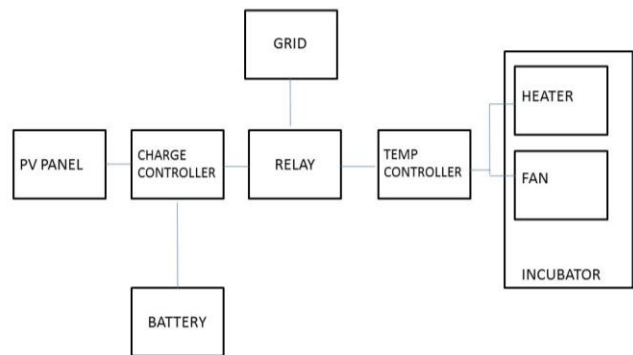 GRID
HEATER
PV PANEL
CHARGE
CONTROLLER
RELAY
TEMP
CONTROLLER
FAN
INCUBATOR
BATTERY